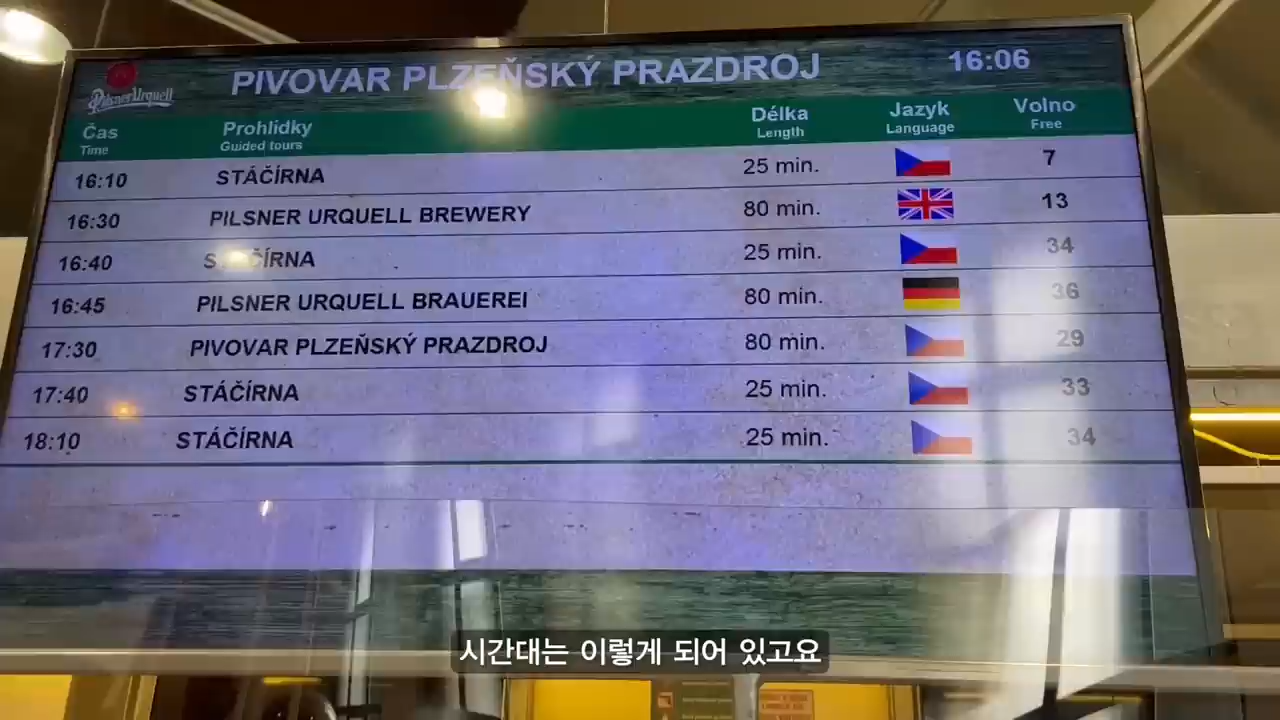 PIVOVAR PLZEŇSKÝ PRAZDROJ 16:06
Pilsner Urquell
Čas Prohlídky Délka Jazyk Volno
Time Guided tours Length Language Free
16:10 STÁČÍRNA 25 min. 7
16:30 PILSNER URQUELL BREWERY 80 min. 13
16:40 STÁČÍRNA 25 min. 34
16:45 PILSNER URQUELL BRAUEREI 80 min. 36
17:30 PIVOVAR PLZEŇSKÝ PRAZDROJ 80 min. 29
17:40 STÁČÍRNA 25 min. 33
18:10 STÁČÍRNA 25 min. 34
시간대는 이렇게 되어 있고요